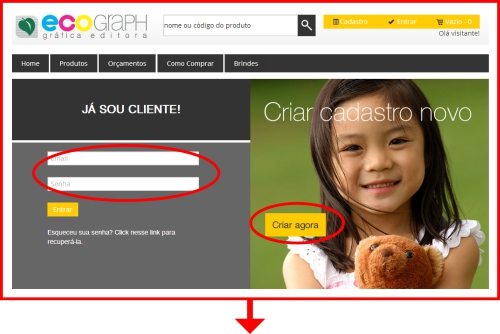 ecoGRAPH
gráfica editora
nome ou código do produto
Cadastro
Entrar
Vazio - 0
Olá visitante!
Home
Produtos
Orçamentos
Como Comprar
Brindes
JÁ SOU CLIENTE!
Criar cadastro novo
Email
Senha
Entrar
Criar agora
Esqueceu sua senha? Click nesse link para
recuperá-la.